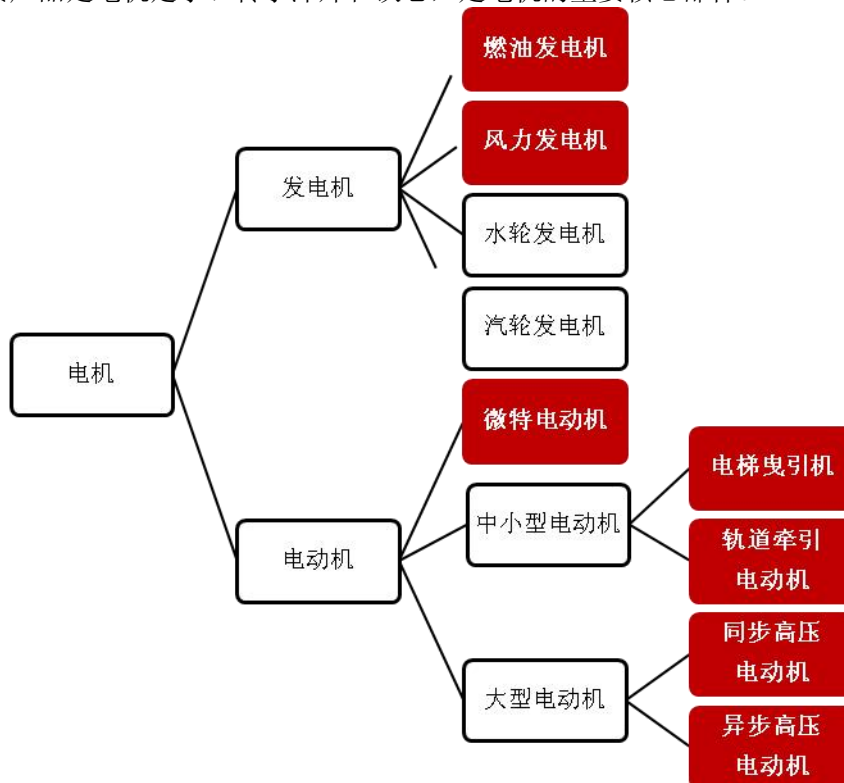 燃油发电机
风力发电机
发电机
水轮发电机
汽轮发电机
电机
微特电动机
电梯曳引机
中小型电动机
轨道牵引
电动机
电动机
同步高压
电动机
大型电动机
异步高压
电动机